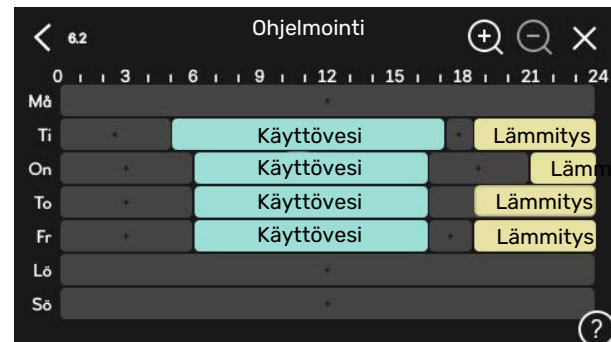 6.2 Ohjelmointi
0 3 6 9 12 15 18 21 24
Må
Ti Käyttövesi Lämmitys
On Käyttövesi Lämm
To Käyttövesi Lämmitys
Fr Käyttövesi Lämmitys
Lö
Sö
?